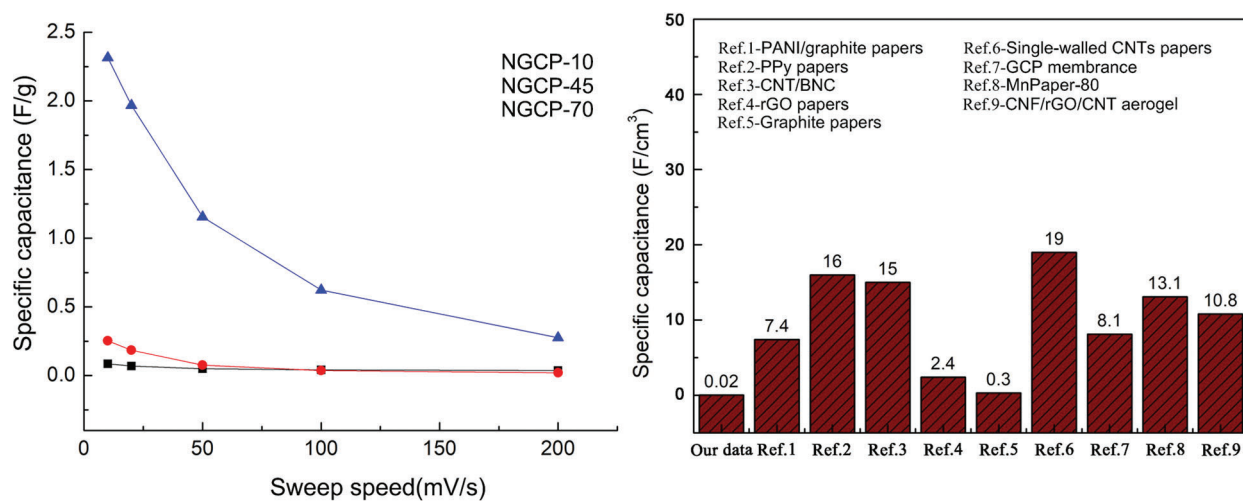 Specific capacitance (F/g)
2.5
2.0
1.5
1.0
0.5
0.0
NGCP-10
NGCP-45
NGCP-70
0 50 100 150 200
Sweep speed(mV/s)
Specific capacitance (F/cm³)
50
40
30
20
10
0
Ref.1-PANI/graphite papers
Ref.2-PPy papers
Ref.3-CNT/BNC
Ref.4-rGO papers
Ref.5-Graphite papers
Ref.6-Single-walled CNTs papers
Ref.7-GCP membrance
Ref.8-MnPaper-80
Ref.9-CNF/rGO/CNT aerogel
0.02 7.4 16 15 2.4 0.3 19 8.1 13.1 10.8
Our data Ref.1 Ref.2 Ref.3 Ref.4 Ref.5 Ref.6 Ref.7 Ref.8 Ref.9